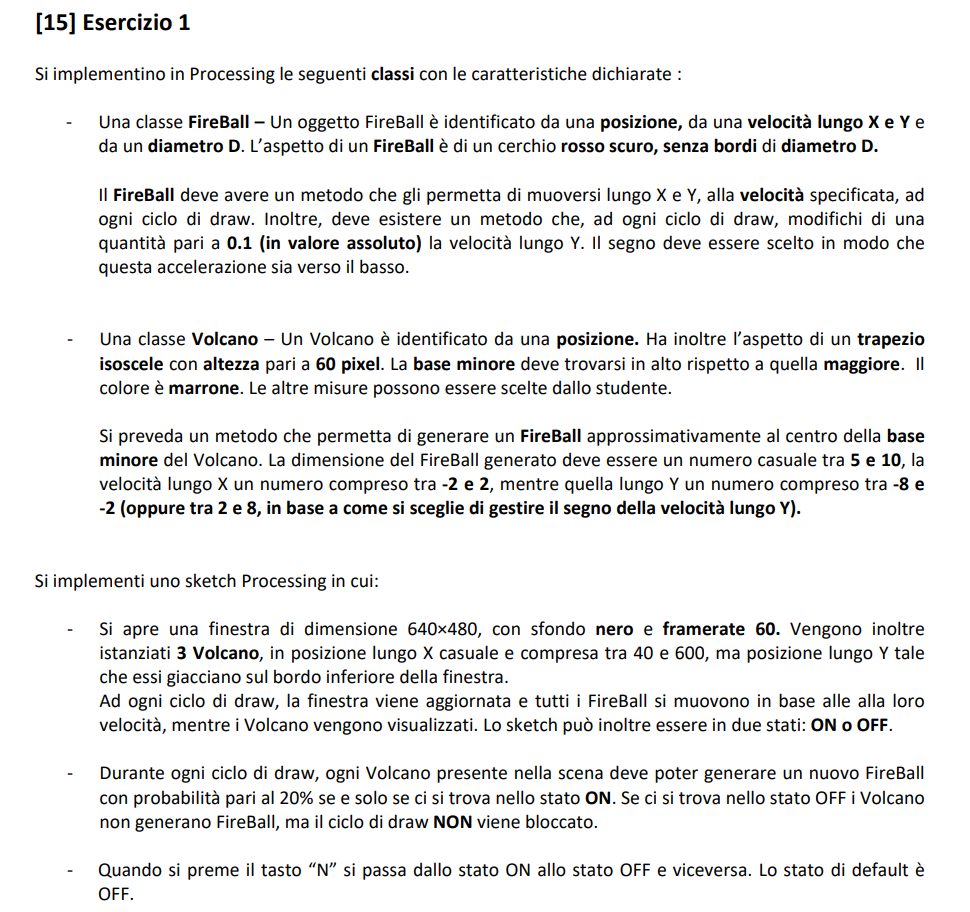 [15] Esercizio 1
Si implementino in Processing le seguenti classi con le caratteristiche dichiarate :
- Una classe FireBall – Un oggetto FireBall è identificato da una posizione, da una velocità lungo X e Y e
da un diametro D. L’aspetto di un FireBall è di un cerchio rosso scuro, senza bordi di diametro D.
Il FireBall deve avere un metodo che gli permetta di muoversi lungo X e Y, alla velocità specificata, ad
ogni ciclo di draw. Inoltre, deve esistere un metodo che, ad ogni ciclo di draw, modifichi di una
quantità pari a 0.1 (in valore assoluto) la velocità lungo Y. Il segno deve essere scelto in modo che
questa accelerazione sia verso il basso.
- Una classe Volcano – Un Volcano è identificato da una posizione. Ha inoltre l’aspetto di un trapezio
isoscele con altezza pari a 60 pixel. La base minore deve trovarsi in alto rispetto a quella maggiore. Il
colore è marrone. Le altre misure possono essere scelte dallo studente.
Si preveda un metodo che permetta di generare un FireBall approssimativamente al centro della base
minore del Volcano. La dimensione del FireBall generato deve essere un numero casuale tra 5 e 10, la
velocità lungo X un numero compreso tra -2 e 2, mentre quella lungo Y un numero compreso tra -8 e
-2 (oppure tra 2 e 8, in base a come si sceglie di gestire il segno della velocità lungo Y).
Si implementi uno sketch Processing in cui:
- Si apre una finestra di dimensione 640×480, con sfondo nero e framerate 60. Vengono inoltre
istanziati 3 Volcano, in posizione lungo X casuale e compresa tra 40 e 600, ma posizione lungo Y tale
che essi giacciano sul bordo inferiore della finestra.
Ad ogni ciclo di draw, la finestra viene aggiornata e tutti i FireBall si muovono in base alle alla loro
velocità, mentre i Volcano vengono visualizzati. Lo sketch può inoltre essere in due stati: ON o OFF.
- Durante ogni ciclo di draw, ogni Volcano presente nella scena deve poter generare un nuovo FireBall
con probabilità pari al 20% se e solo se ci si trova nello stato ON. Se ci si trova nello stato OFF i Volcano
non generano FireBall, ma il ciclo di draw NON viene bloccato.
- Quando si preme il tasto “N” si passa dallo stato ON allo stato OFF e viceversa. Lo stato di default è
OFF.